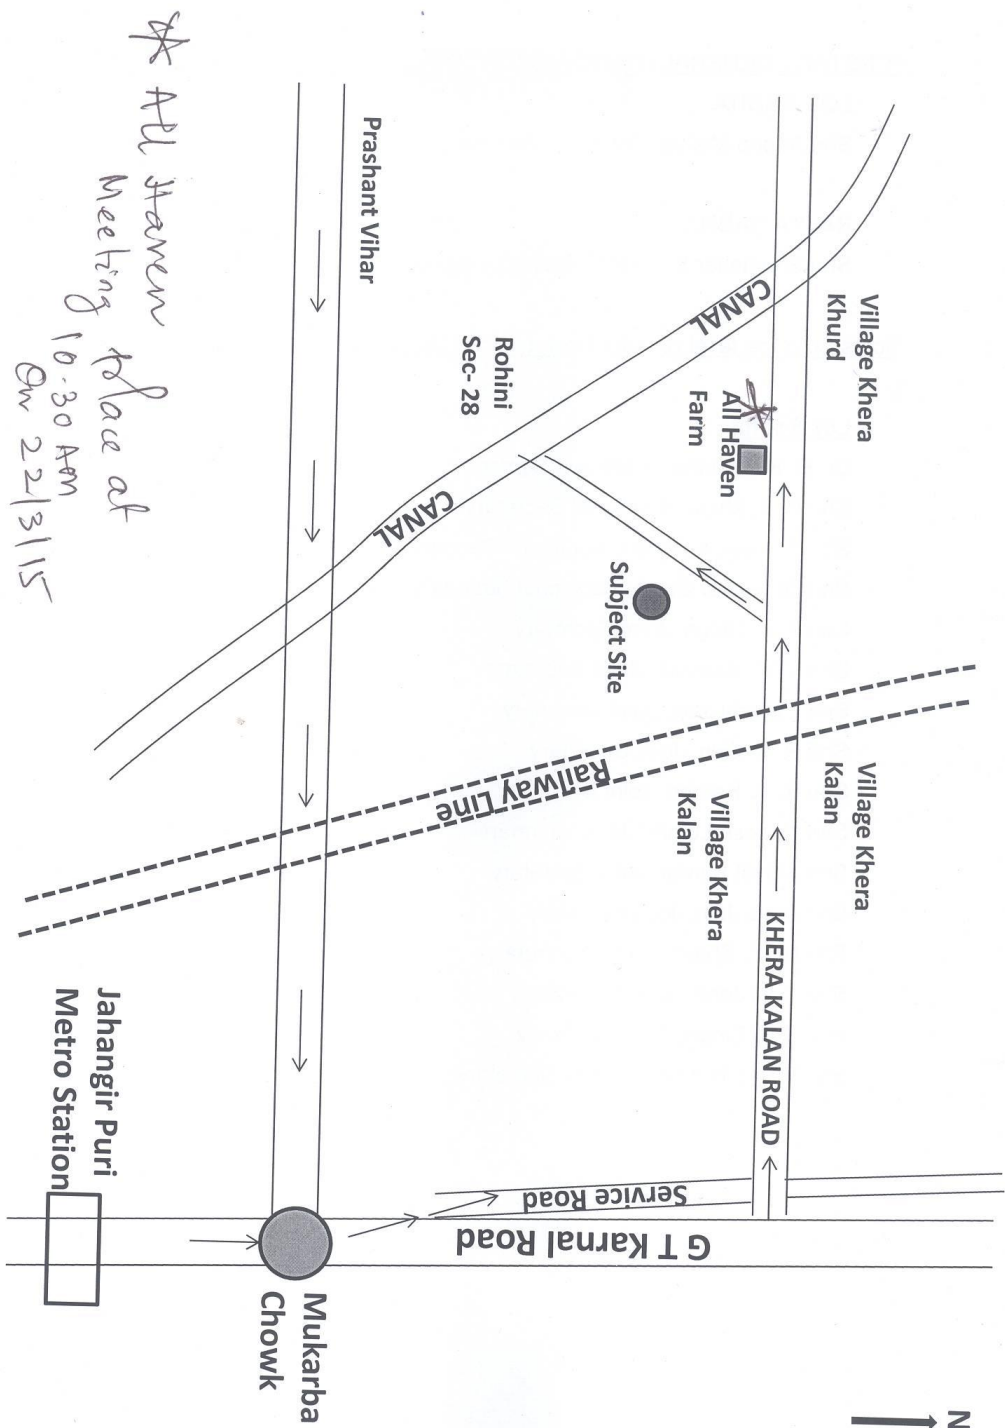 N
Village Khera
Khurd
Village Khera
Kalan
KHERA KALAN ROAD
All Haven
Farm
CANAL
Village Khera
Kalan
Subject Site
Railway Line
Service Road
G T Karnal Road
Rohini
Sec- 28
CANAL
Prashant Vihar
Mukarba
Chowk
Jahangir Puri
Metro Station
* All Haven
Meeting place at
10.30 Am
On 22/3/15